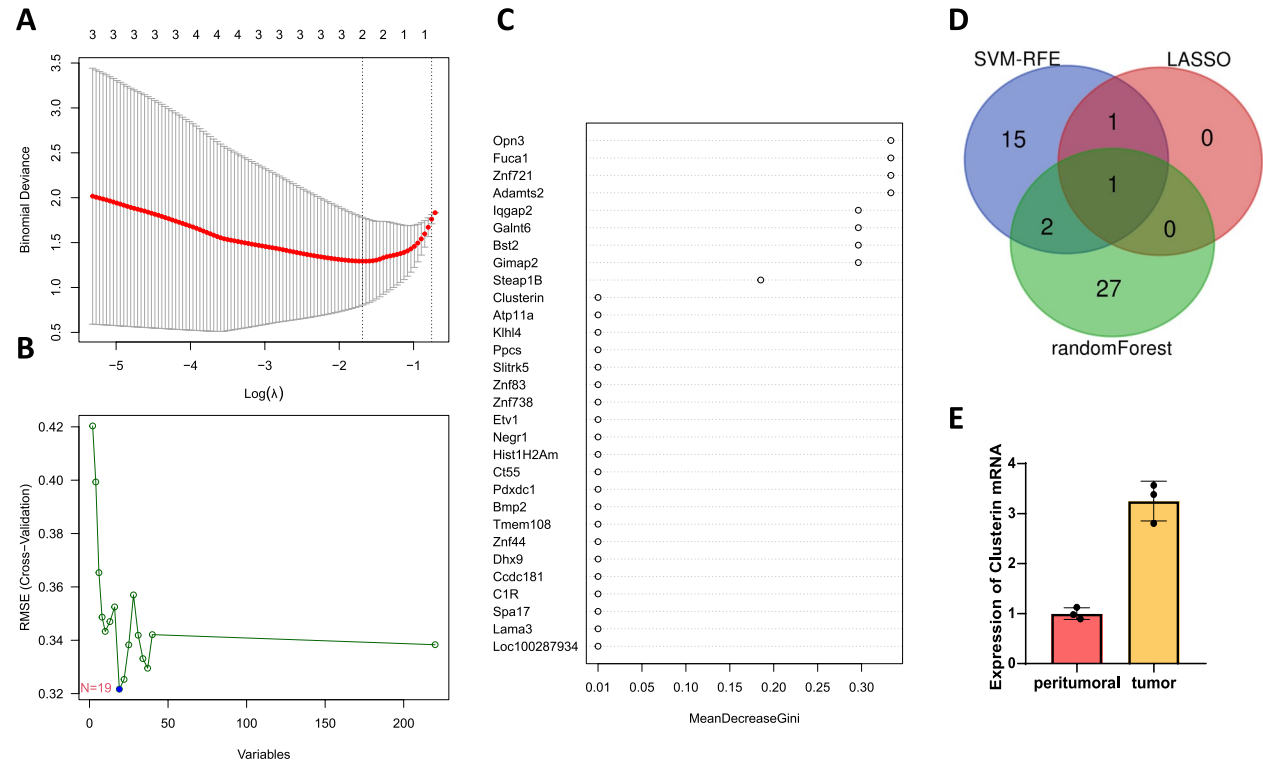 A
3 3 3 3 3 4 4 4 3 3 3 3 3 2 2 1 1
3.5
3.0
2.5
2.0
1.5
1.0
0.5
Binomial Deviance
−5 −4 −3 −2 −1
Log(λ)
B
0.42
0.40
0.38
0.36
0.34
0.32
RMSE (Cross−Validation)
N=19
0 50 100 150 200
Variables
C
Opn3
Fuca1
Znf721
Adamts2
Iqgap2
Galnt6
Bst2
Gimap2
Steap1B
Clusterin
Atp11a
Klhl4
Ppcs
Slitrk5
Znf83
Znf738
Etv1
Negr1
Hist1H2Am
Ct55
Pdxdc1
Bmp2
Tmem108
Znf44
Dhx9
Ccdc181
C1R
Spa17
Lama3
Loc100287934
0.01 0.05 0.10 0.15 0.20 0.25 0.30
MeanDecreaseGini
D
SVM-RFE LASSO
15 1 0
1
2 0
27
randomForest
E
Expression of Clusterin mRNA
4
3
2
1
0
peritumoral tumor